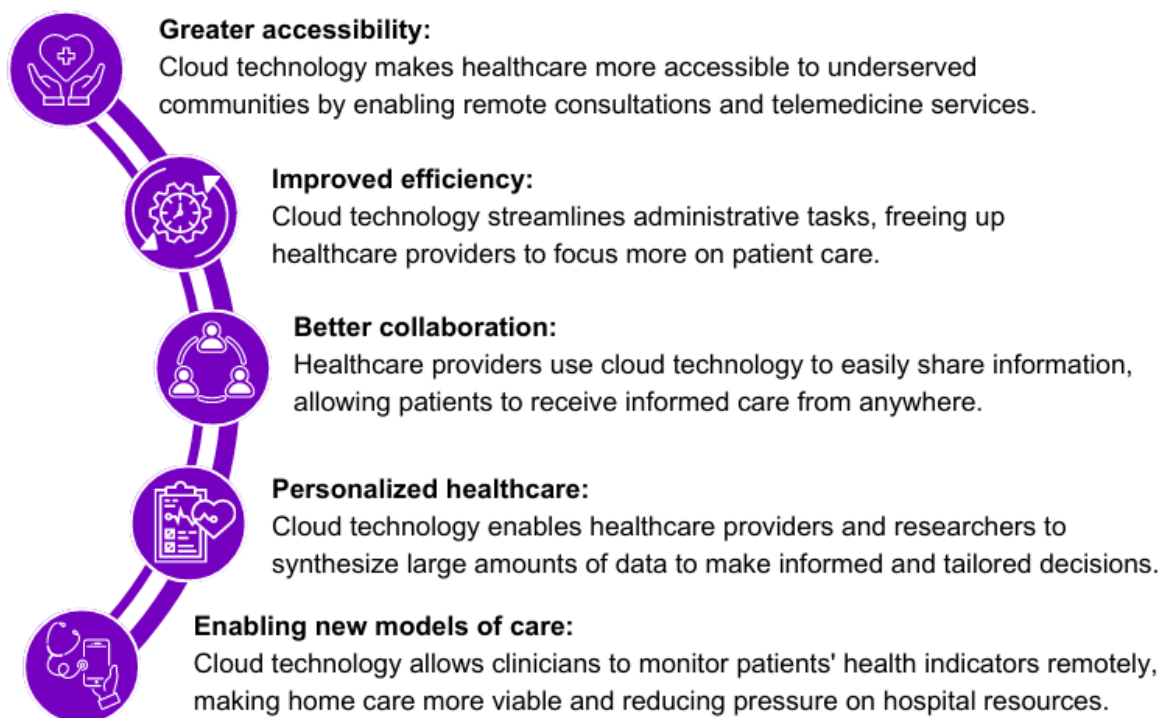 Greater accessibility:
Cloud technology makes healthcare more accessible to underserved
communities by enabling remote consultations and telemedicine services.
Improved efficiency:
Cloud technology streamlines administrative tasks, freeing up
healthcare providers to focus more on patient care.
Better collaboration:
Healthcare providers use cloud technology to easily share information,
allowing patients to receive informed care from anywhere.
Personalized healthcare:
Cloud technology enables healthcare providers and researchers to
synthesize large amounts of data to make informed and tailored decisions.
Enabling new models of care:
Cloud technology allows clinicians to monitor patients' health indicators remotely,
making home care more viable and reducing pressure on hospital resources.